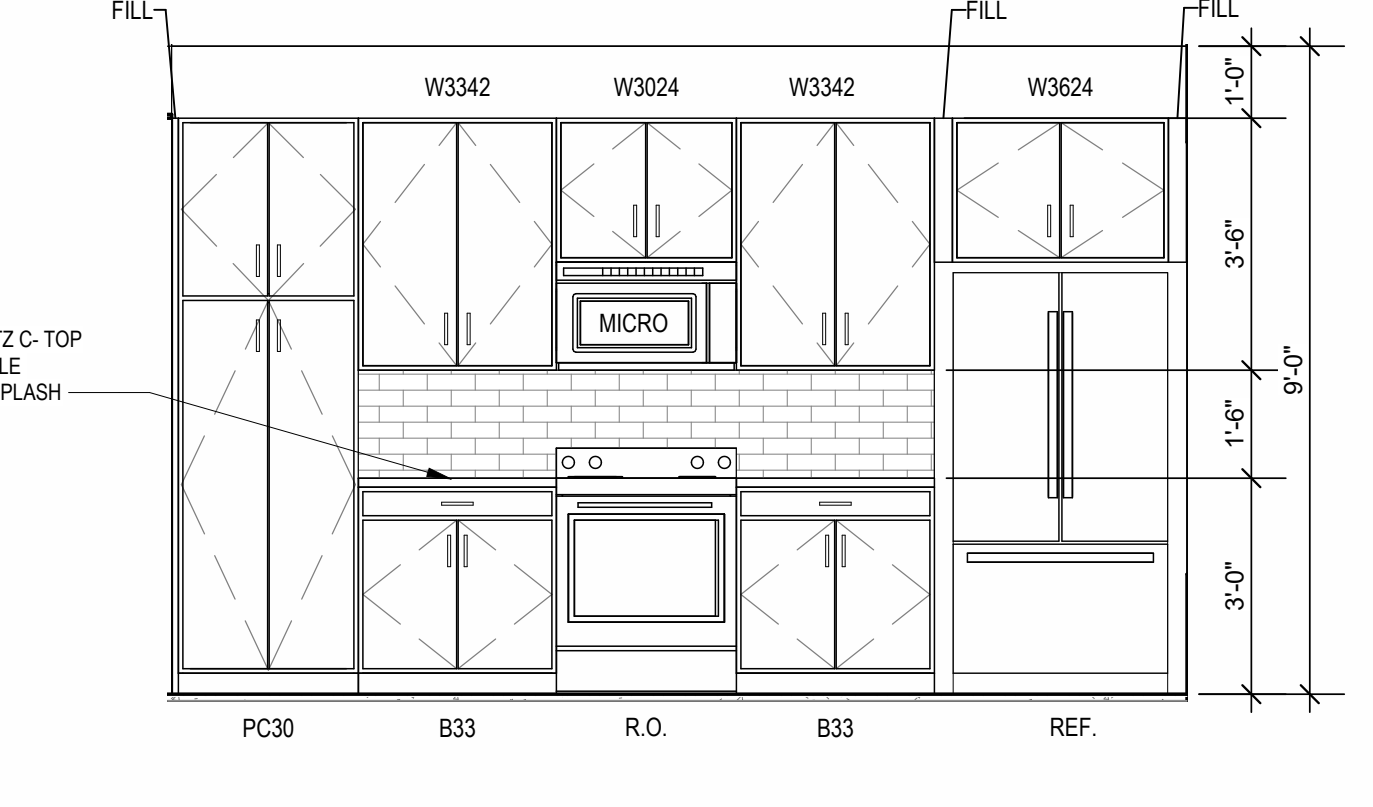 FILL
FILL
FILL
W3342
W3024
W3342
W3624
1'-0"
3'-6"
MICRO
TZ C- TOP
LE
PLASH
9'-0"
1'-6"
3'-0"
PC30
B33
R.O.
B33
REF.